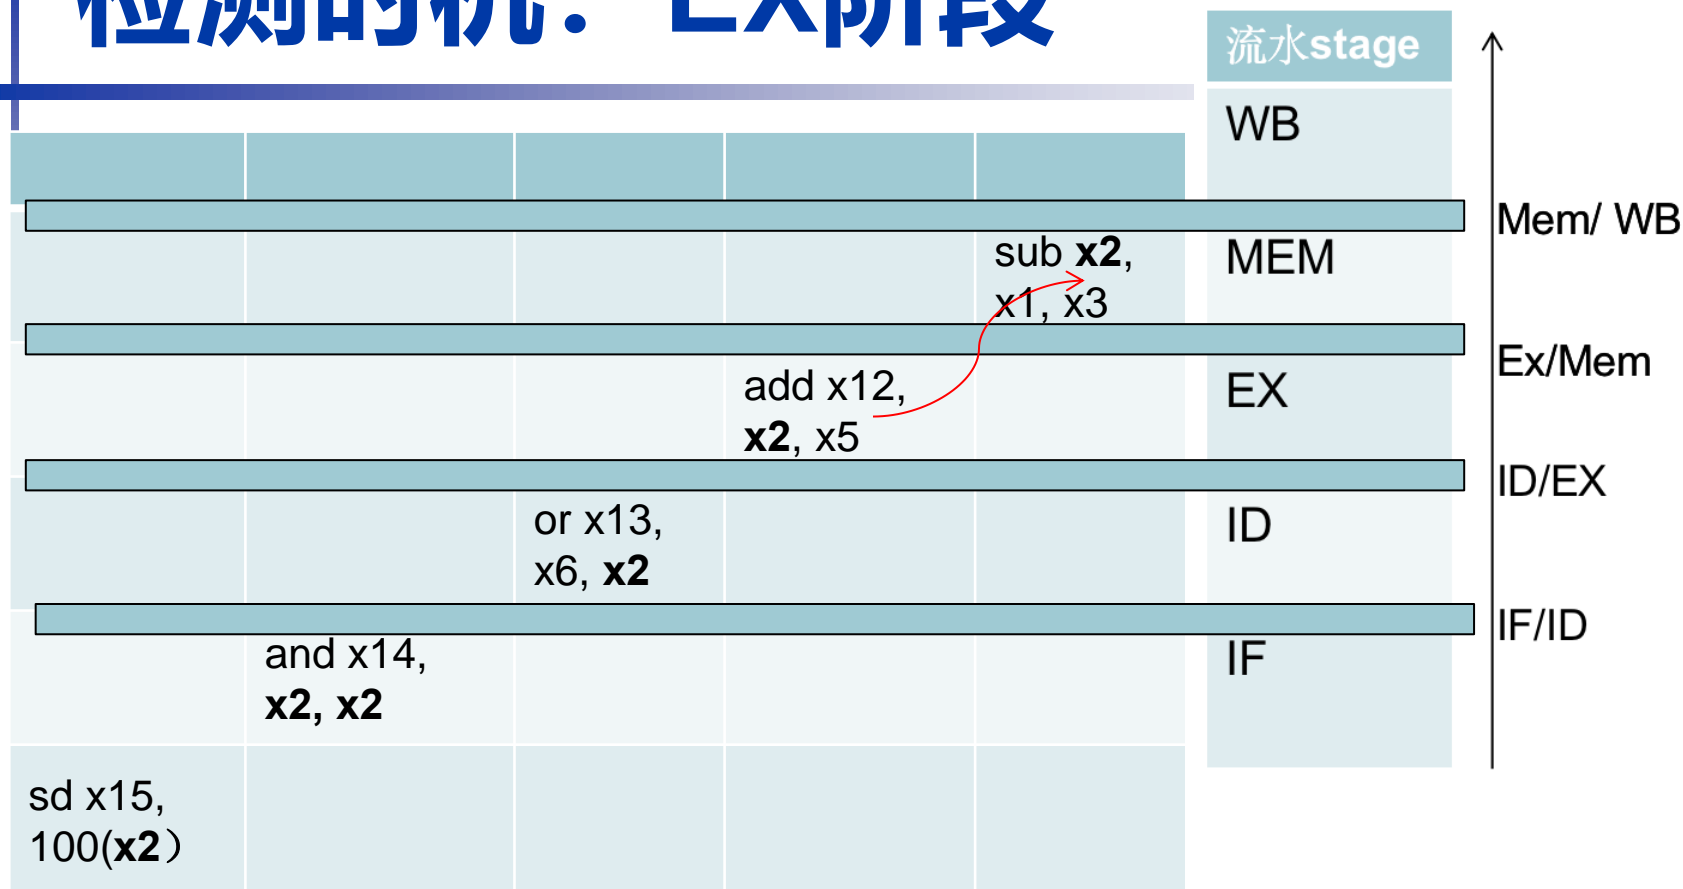 检测的机：EX阶段
流水stage
WB
Mem/ WB
sub x2,
x1, x3
MEM
Ex/Mem
add x12,
x2, x5
EX
ID/EX
or x13,
x6, x2
ID
IF/ID
and x14,
x2, x2
IF
sd x15,
100(x2）